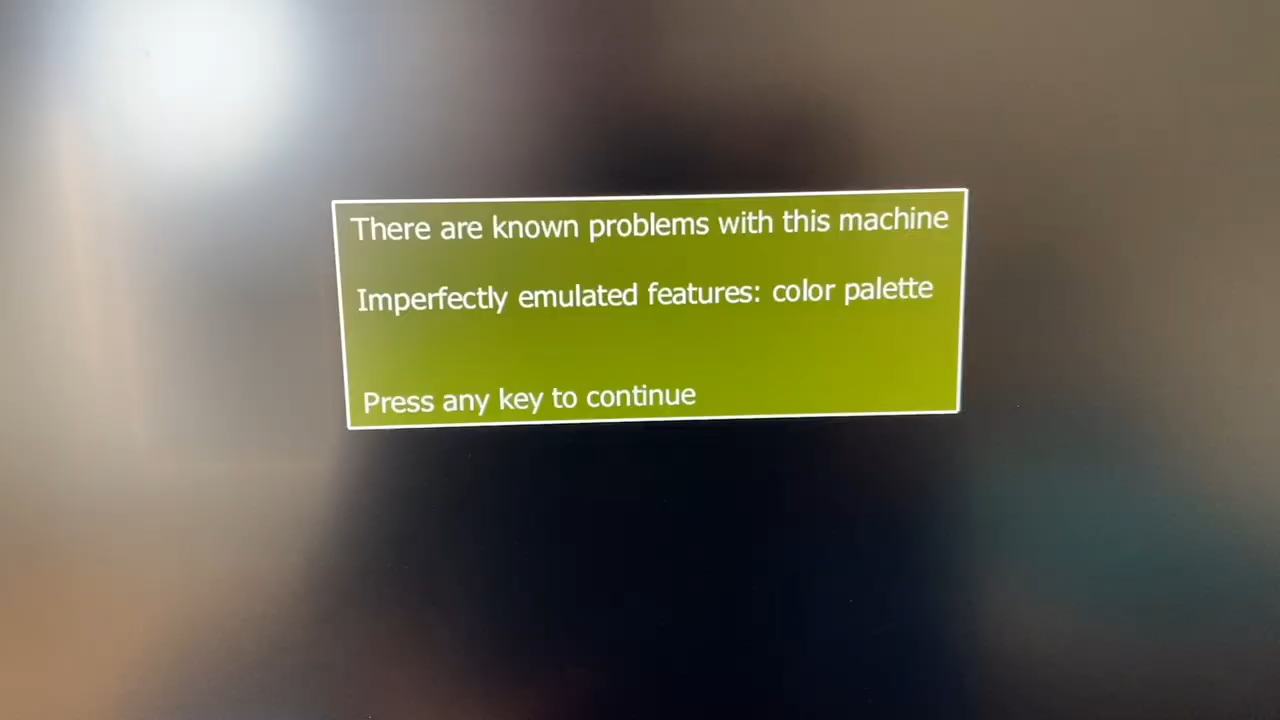 There are known problems with this machine
Imperfectly emulated features: color palette
Press any key to continue